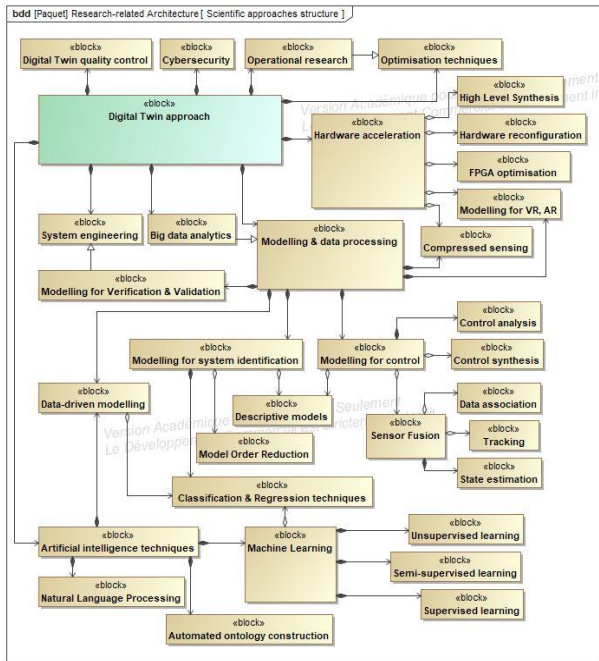 bdd [Paquet] Research-related Architecture [ Scientific approaches structure ]
«block»
Digital Twin quality control
«block»
Cybersecurity
«block»
Operational research
«block»
Optimisation techniques
«block»
Digital Twin approach
«block»
Hardware acceleration
«block»
High Level Synthesis
«block»
Hardware reconfiguration
«block»
FPGA optimisation
«block»
Modelling for VR, AR
«block»
Compressed sensing
«block»
System engineering
«block»
Big data analytics
«block»
Modelling & data processing
«block»
Modelling for Verification & Validation
«block»
Control analysis
«block»
Modelling for system identification
«block»
Modelling for control
«block»
Control synthesis
«block»
Data-driven modelling
«block»
Descriptive models
«block»
Sensor Fusion
«block»
Data association
«block»
Tracking
«block»
State estimation
«block»
Model Order Reduction
«block»
Classification & Regression techniques
«block»
Artificial intelligence techniques
«block»
Machine Learning
«block»
Unsupervised learning
«block»
Semi-supervised learning
«block»
Supervised learning
«block»
Natural Language Processing
«block»
Automated ontology construction
Version Académique
Seulement
Le Développement